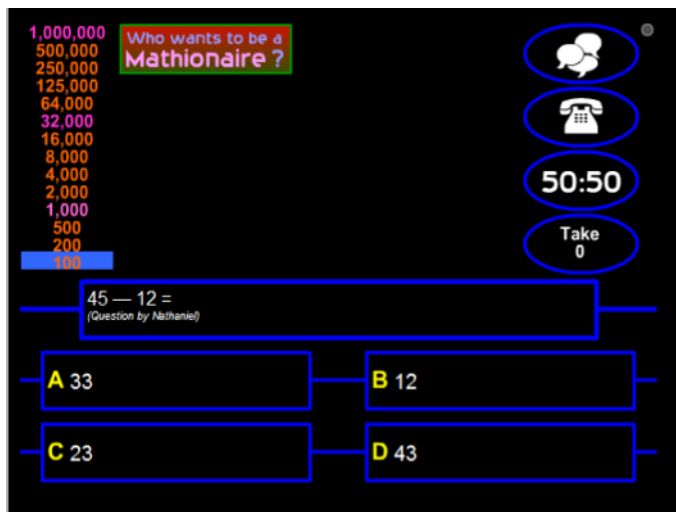 1,000,000
500,000
250,000
125,000
64,000
32,000
16,000
8,000
4,000
2,000
1,000
500
200
100
Who wants to be a
Mathionaire ?
50:50
Take
0
45 — 12 =
(Question by Nathaniel)
A 33
B 12
C 23
D 43